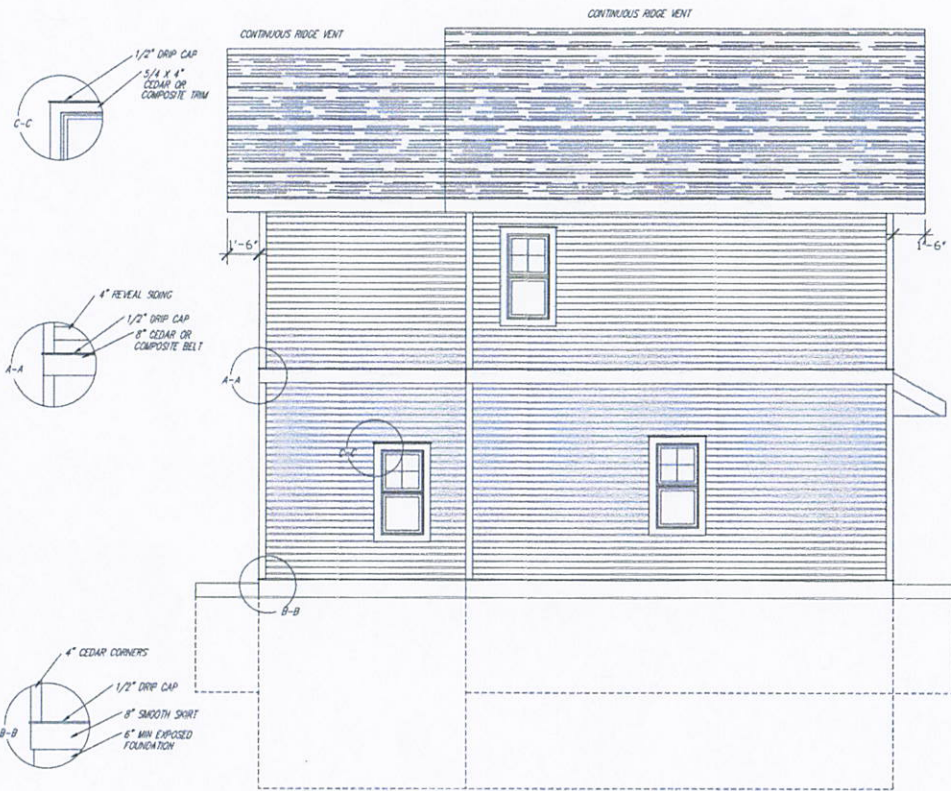 CONTINUOUS RIDGE VENT
CONTINUOUS RIDGE VENT
1/2" DRIP CAP
5/4 X 4"
CEDAR OR
COMPOSITE TRIM
C-C
1'-6"
1'-6"
4" REVEAL SIDING
1/2" DRIP CAP
8" CEDAR OR
COMPOSITE BELT
A-A
A-A
C-C
B-B
4" CEDAR CORNERS
1/2" DRIP CAP
8" SMOOTH SKIRT
6" MIN EXPOSED
FOUNDATION
B-B